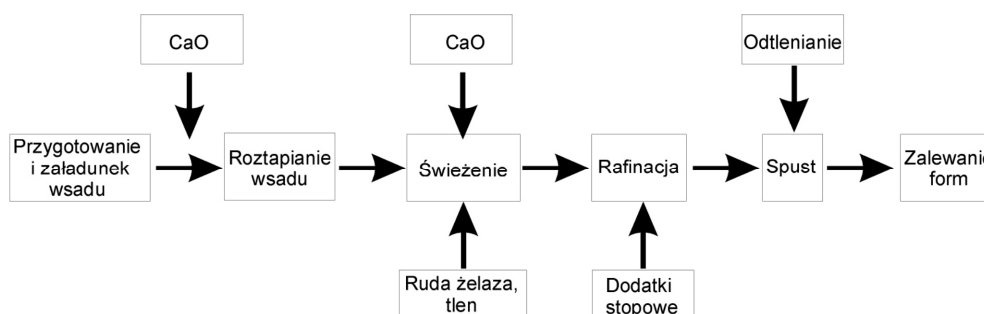 CaO
CaO
Odtlenianie
Przygotowanie
i załadunek
wsadu
Roztapianie
wsadu
Świeżenie
Rafinacja
Spust
Zalewanie
form
Ruda żelaza,
tlen
Dodatki
stopowe